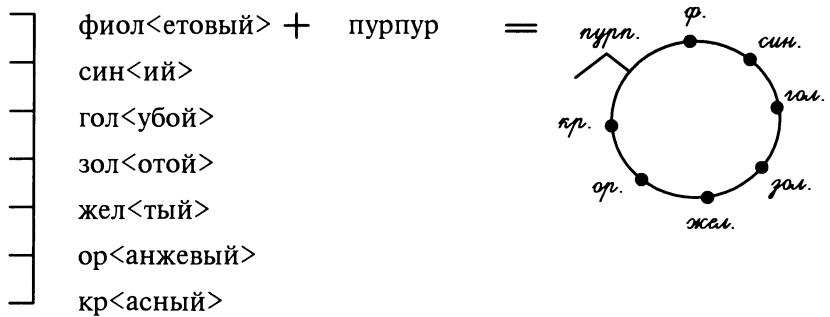 фиол<етовый> + пурпур =
син<ий>
гол<убой>
зол<отой>
жел<тый>
ор<анжевый>
кр<асный>
ф.
пурп.
син.
гол.
кр.
ор.
зол.
жел.